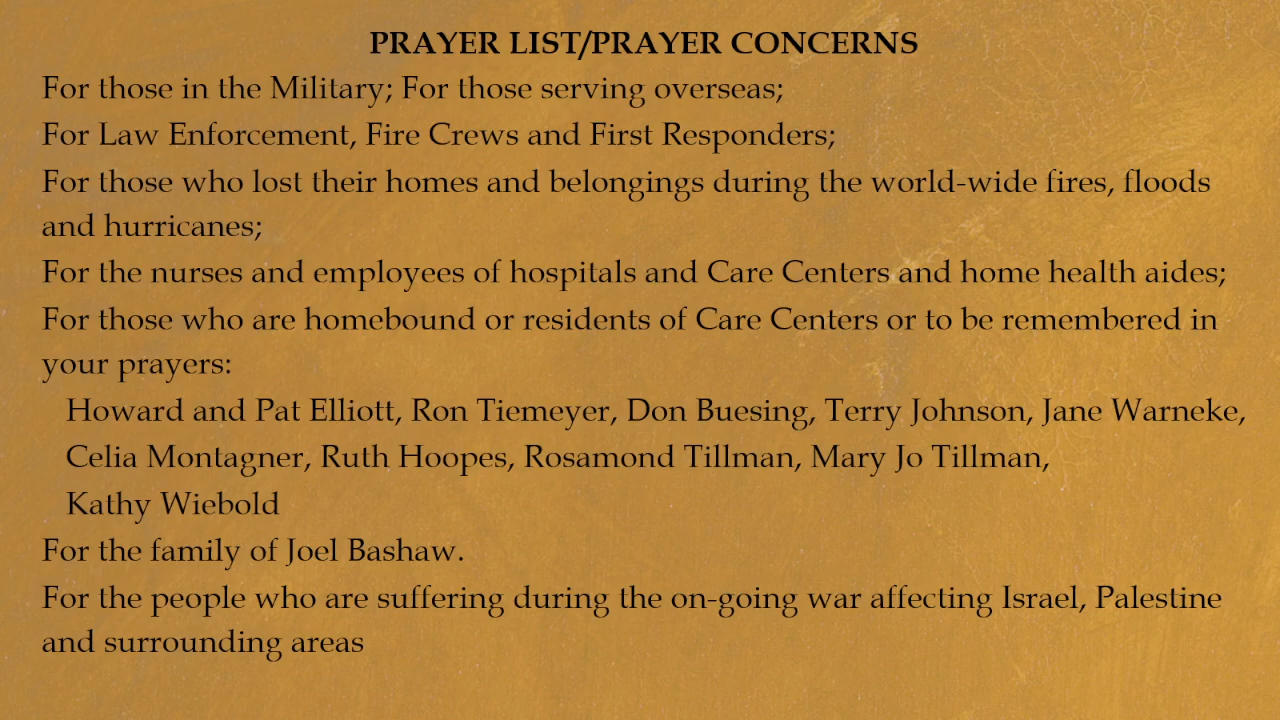 PRAYER LIST/PRAYER CONCERNS
For those in the Military; For those serving overseas;
For Law Enforcement, Fire Crews and First Responders;
For those who lost their homes and belongings during the world-wide fires, floods
and hurricanes;
For the nurses and employees of hospitals and Care Centers and home health aides;
For those who are homebound or residents of Care Centers or to be remembered in
your prayers:
Howard and Pat Elliott, Ron Tiemeyer, Don Buesing, Terry Johnson, Jane Warneke,
Celia Montagner, Ruth Hoopes, Rosamond Tillman, Mary Jo Tillman,
Kathy Wiebold
For the family of Joel Bashaw.
For the people who are suffering during the on-going war affecting Israel, Palestine
and surrounding areas